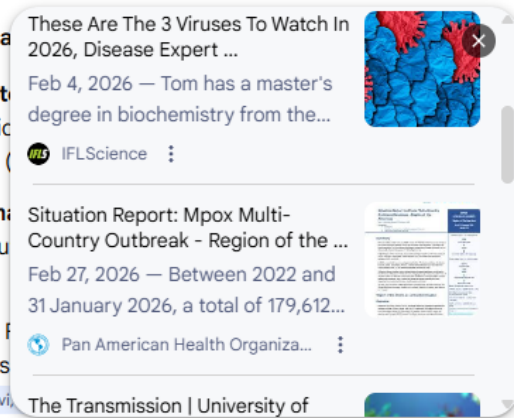 These Are The 3 Viruses To Watch In
2026, Disease Expert ...
Feb 4, 2026 — Tom has a master's
degree in biochemistry from the...
IFLS IFLScience
Situation Report: Mpox Multi-
Country Outbreak - Region of the ...
Feb 27, 2026 — Between 2022 and
31 January 2026, a total of 179,612...
Pan American Health Organiza...
The Transmission | University of